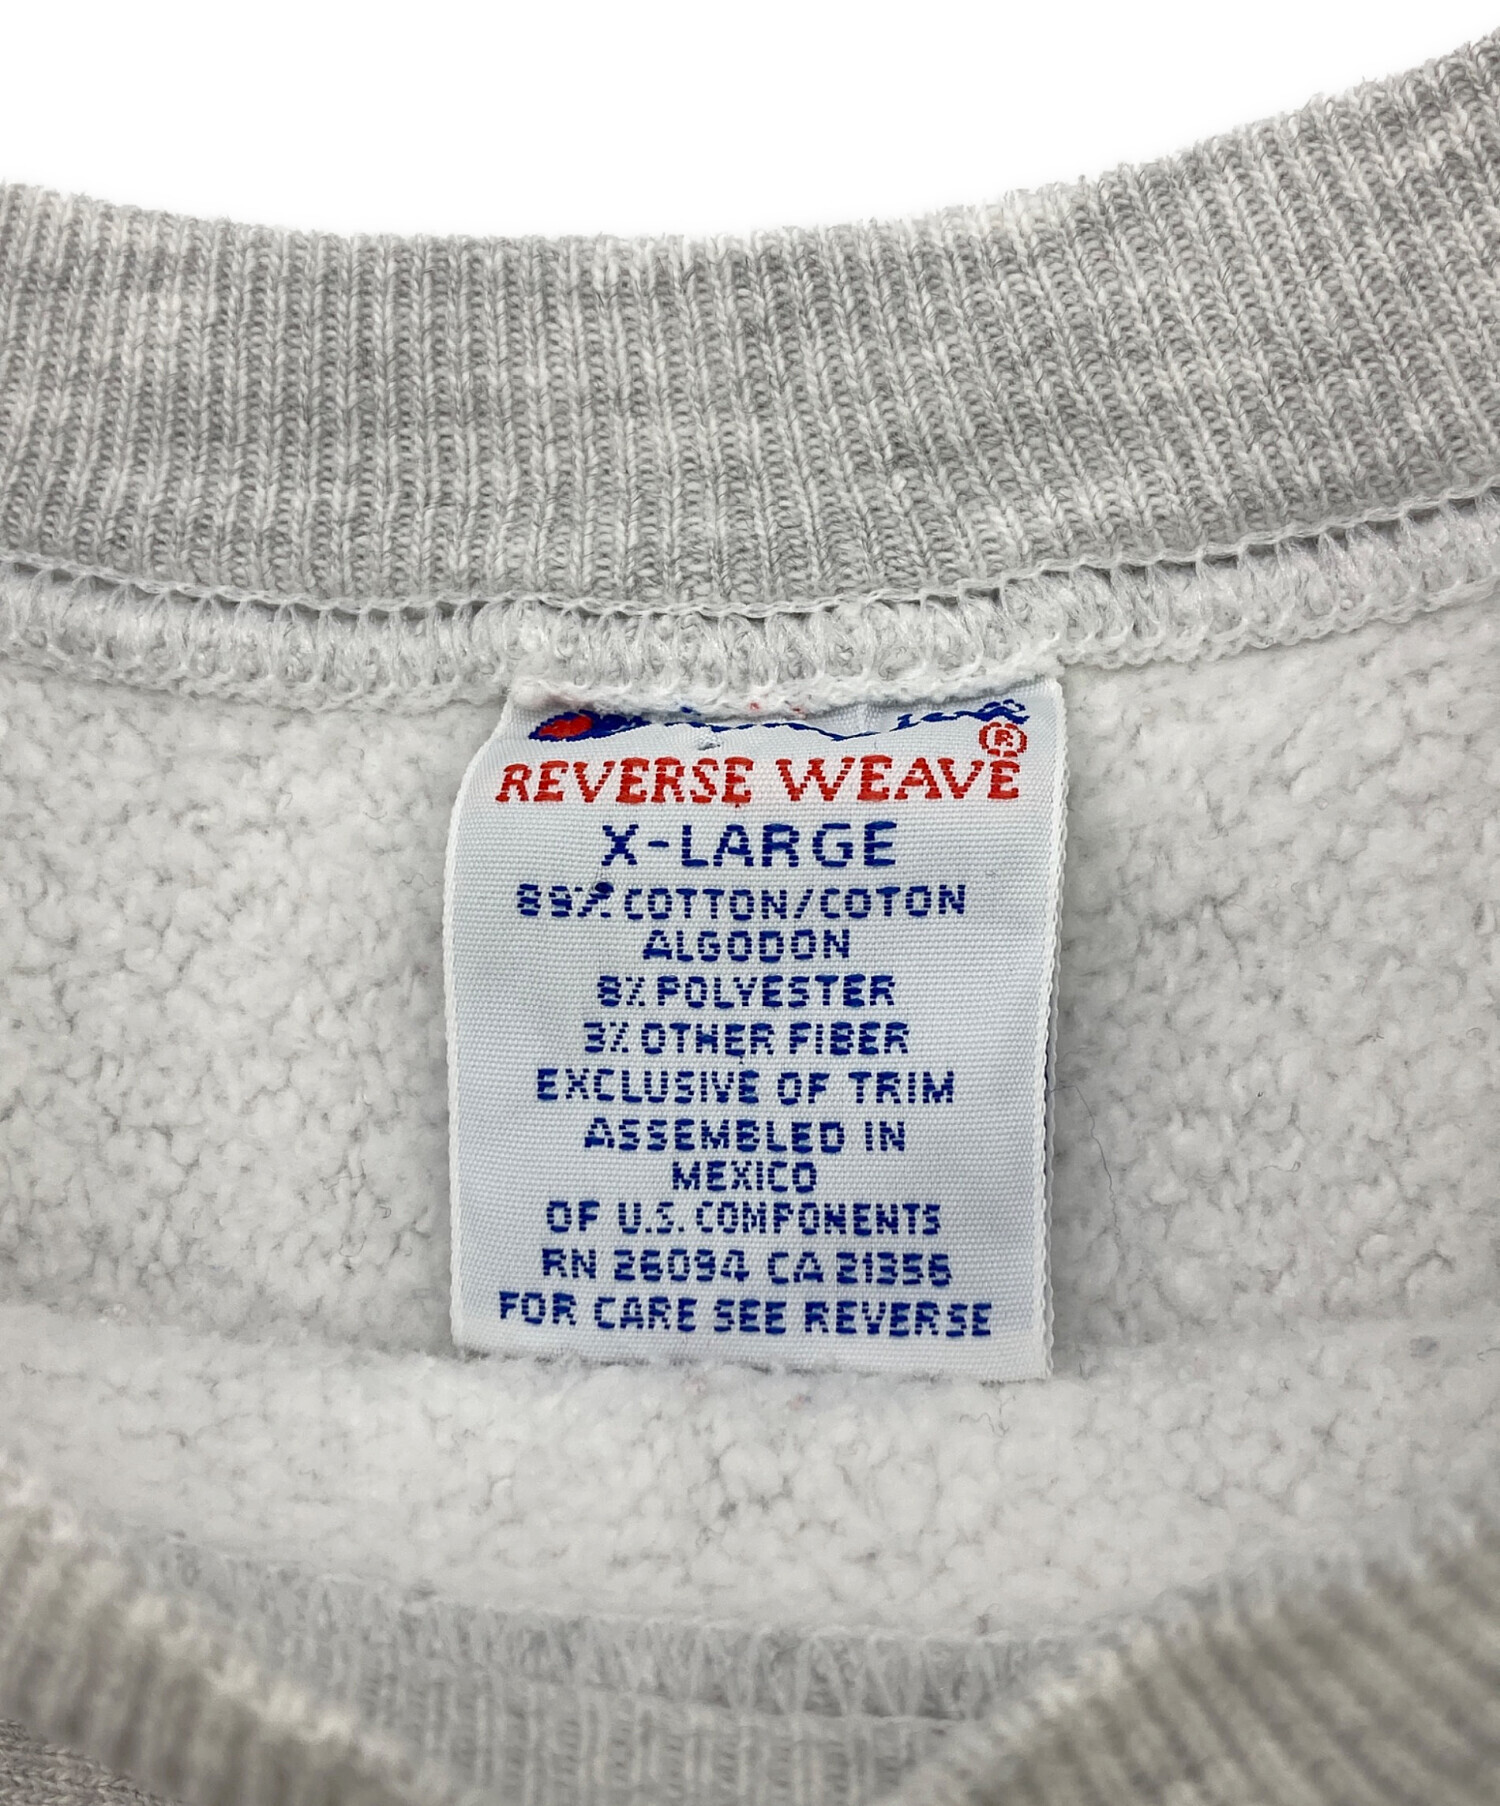 REVERSE WEAVE®
X-LARGE
89% COTTON/COTON
ALGODON
8% POLYESTER
3% OTHER FIBER
EXCLUSIVE OF TRIM
ASSEMBLED IN
MEXICO
OF U.S. COMPONENTS
RN 26094 CA 21356
FOR CARE SEE REVERSE